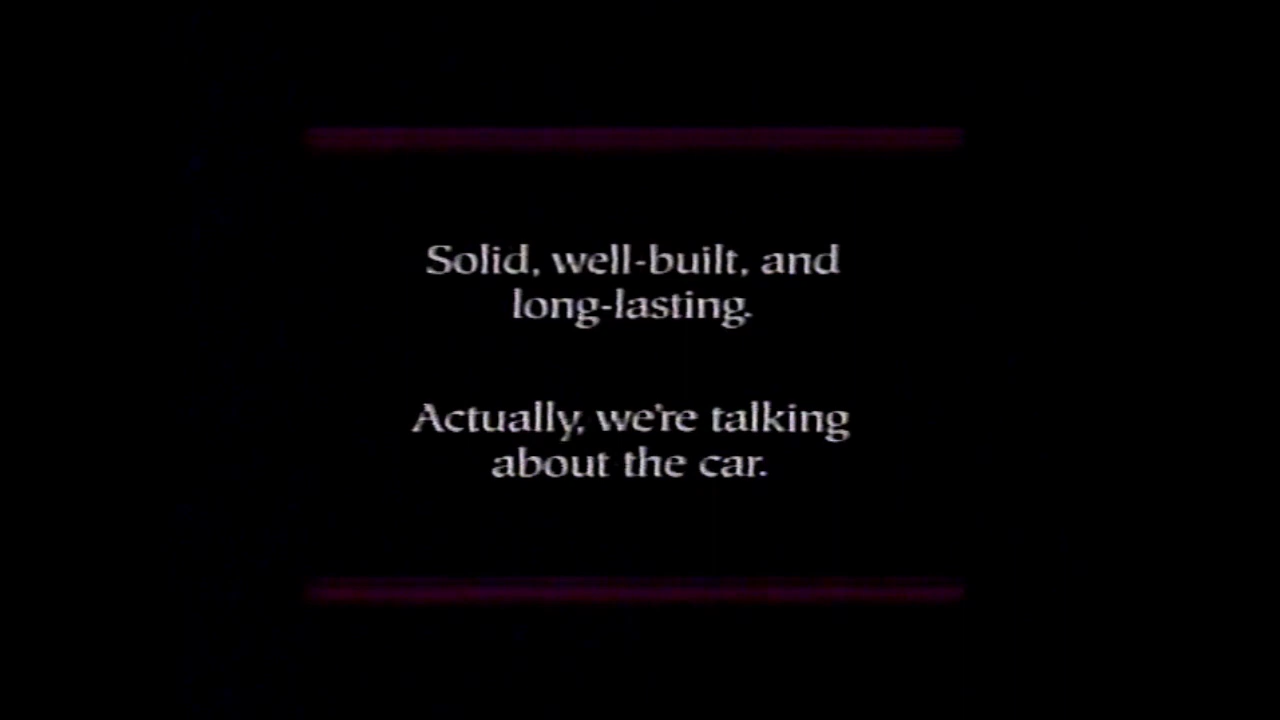 Solid, well-built, and
long-lasting.
Actually, we're talking
about the car.